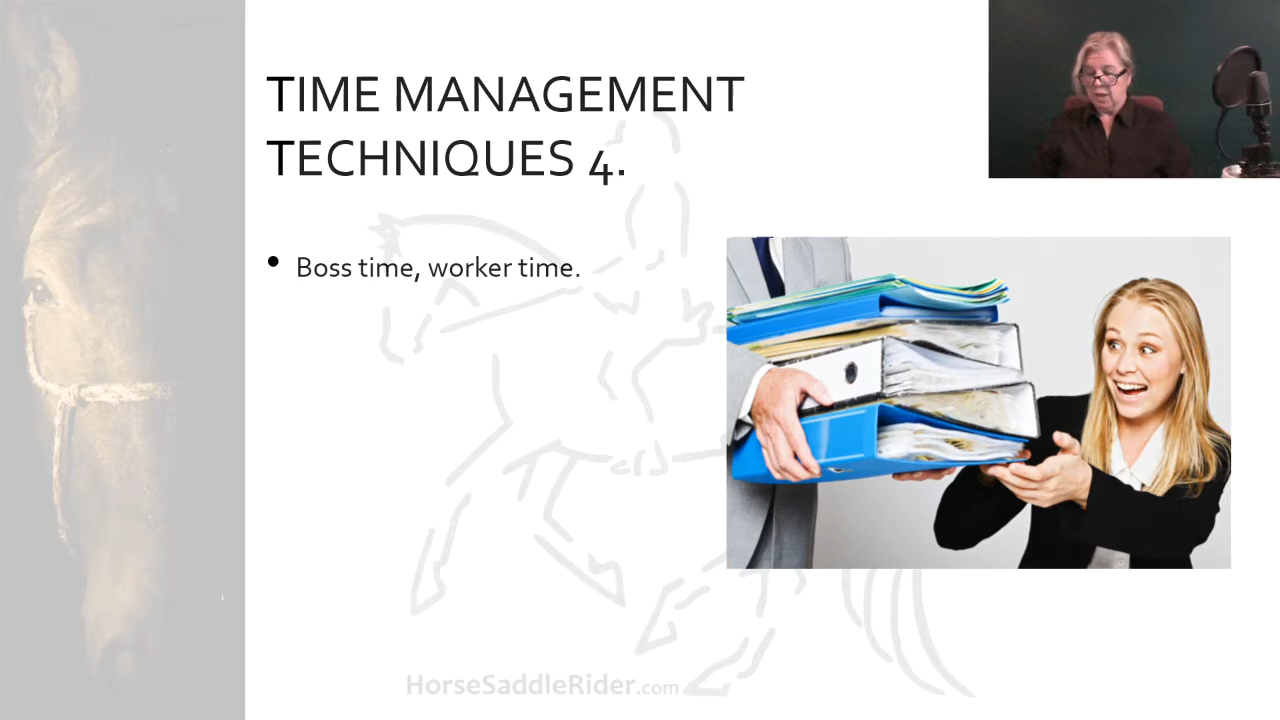 TIME MANAGEMENT
TECHNIQUES 4.
• Boss time, worker time.
HorseSaddleRider.com